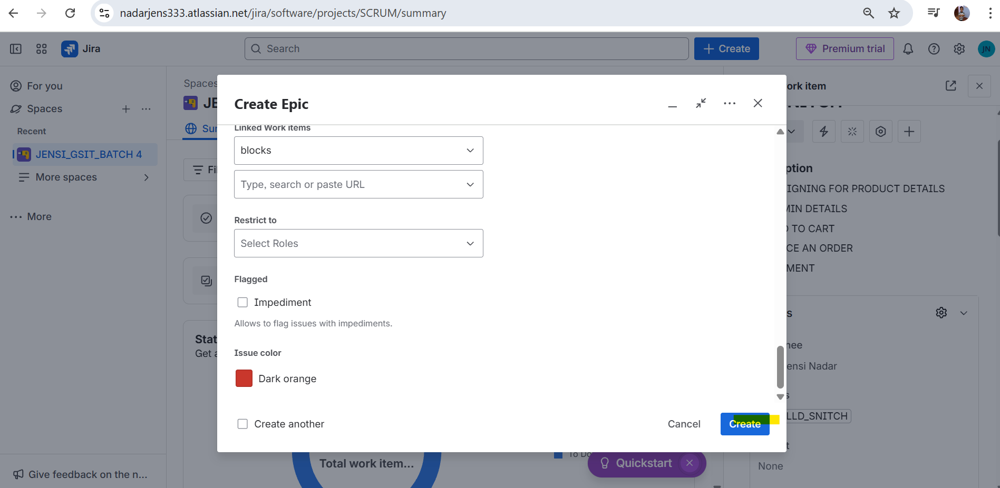 nadarjens333.atlassian.net/jira/software/projects/SCRUM/summary
Jira
Search
Create
Premium trial
JN
For you
Spaces
Recent
JENSI_GSIT_BATCH 4
More spaces
More
Give feedback on the n...
Spaces
JE
Sur
Fil
Stat
Get a
Create Epic
Linked Work items
blocks
Type, search or paste URL
Restrict to
Select Roles
Flagged
Impediment
Allows to flag issues with impediments.
Issue color
Dark orange
Create another
Cancel
Create
Total work item...
To Do
Quickstart
ork item
ption
IGNING FOR PRODUCT DETAILS
MIN DETAILS
TO CART
CE AN ORDER
MENT
s
nee
ensi Nadar
s
LLD_SNITCH
t
None